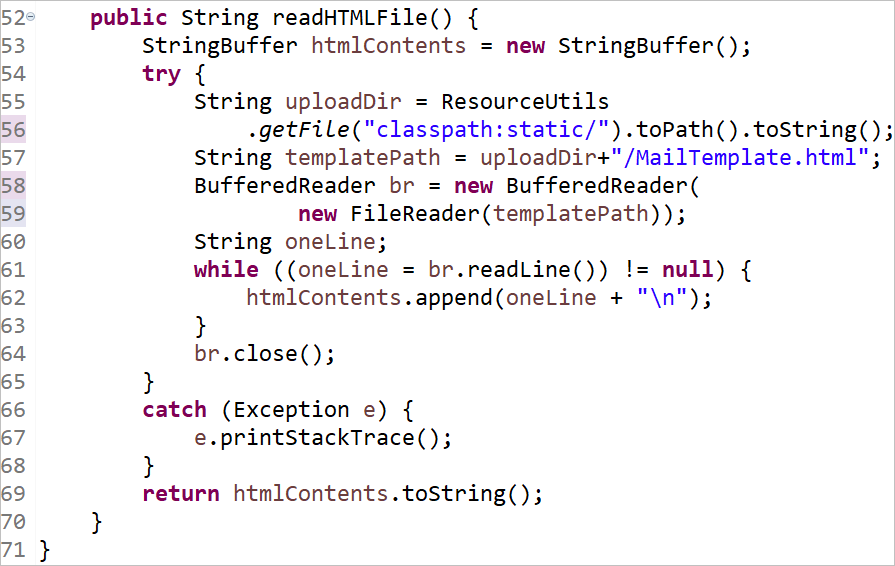 52 public String readHTMLFile() {
53 StringBuffer htmlContents = new StringBuffer();
54 try {
55 String uploadDir = ResourceUtils
56 .getFile("classpath:static/").toPath().toString();
57 String templatePath = uploadDir+"/MailTemplate.html";
58 BufferedReader br = new BufferedReader(
59 new FileReader(templatePath));
60 String oneLine;
61 while ((oneLine = br.readLine()) != null) {
62 htmlContents.append(oneLine + "\n");
63 }
64 br.close();
65 }
66 catch (Exception e) {
67 e.printStackTrace();
68 }
69 return htmlContents.toString();
70 }
71 }